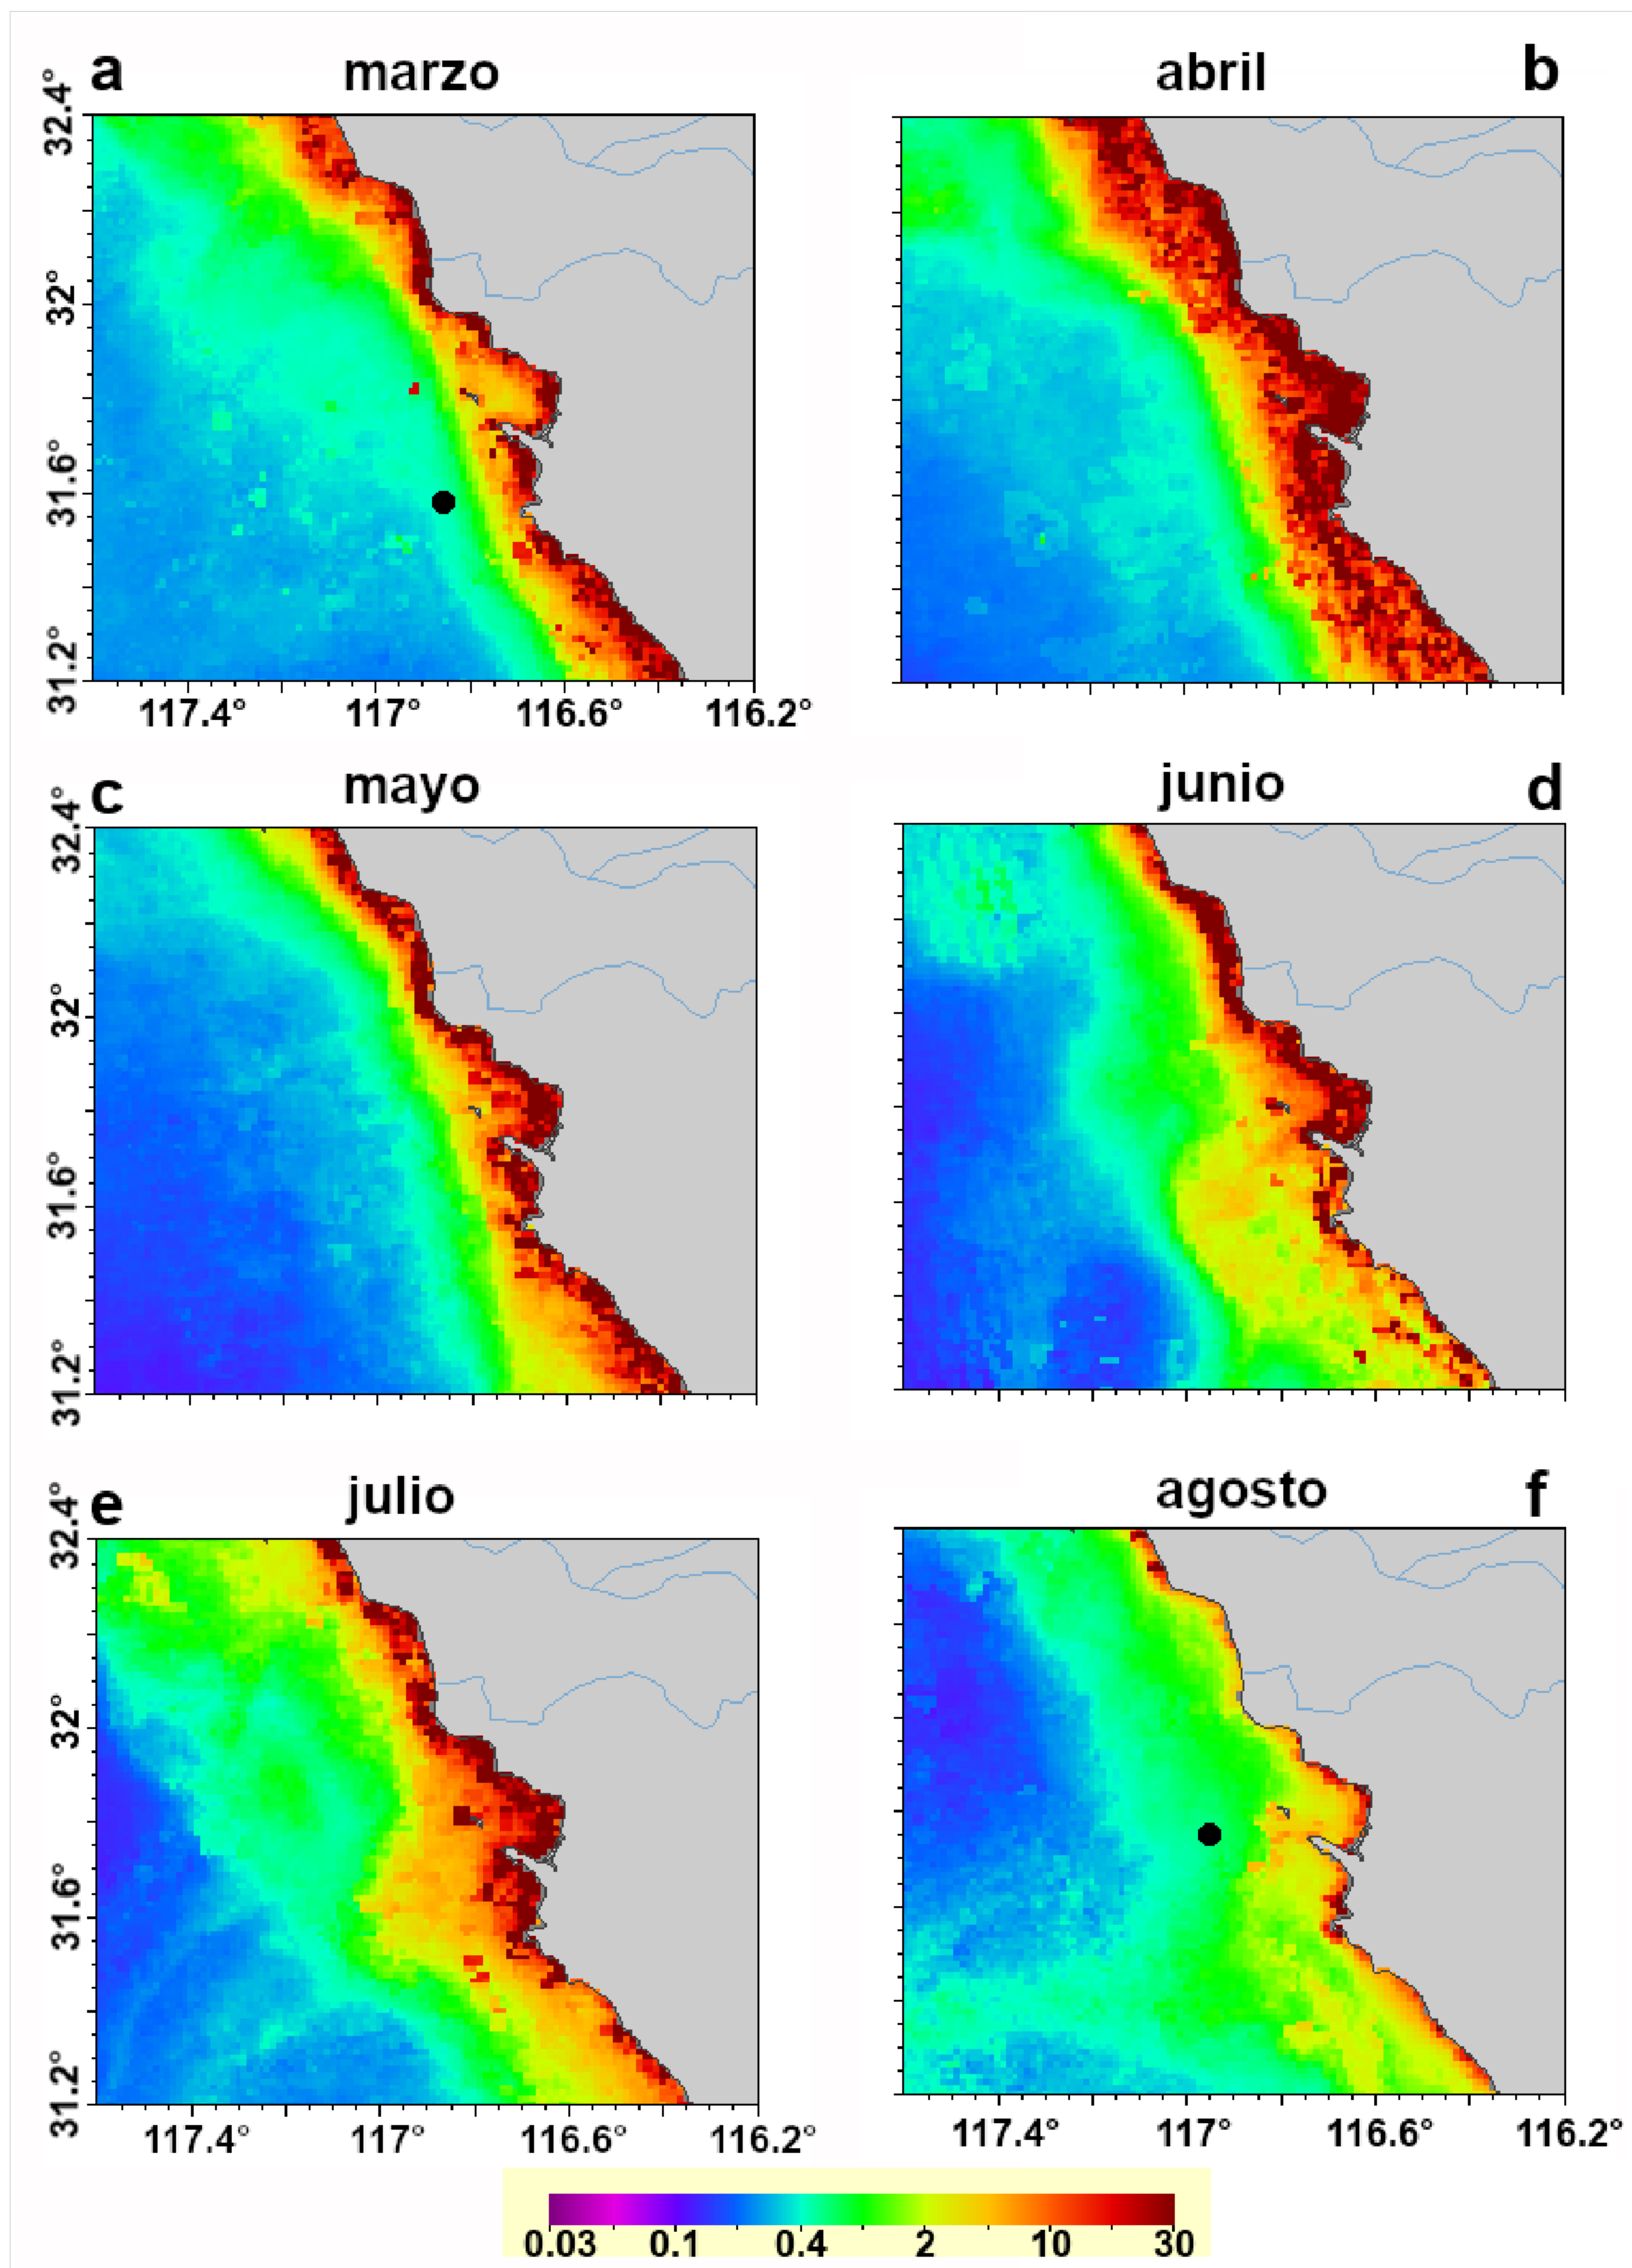 a marzo
abril b
32.4°
32°
31.6°
31.2°
117.4° 117° 116.6° 116.2°
c mayo
junio d
32.4°
32°
31.6°
31.2°
e julio
agosto f
32.4°
32°
31.6°
31.2°
117.4° 117° 116.6° 116.2°
117.4° 117° 116.6° 116.2°
0.03 0.1 0.4 2 10 30